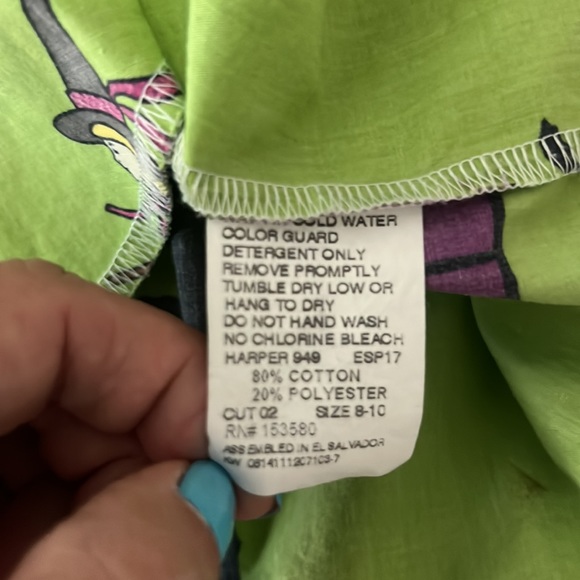 COLD WATER
COLOR GUARD
DETERGENT ONLY
REMOVE PROMPTLY
TUMBLE DRY LOW OR
HANG TO DRY
DO NOT HAND WASH
NO CHLORINE BLEACH
HARPER 949 ESP17
80% COTTON
20% POLYESTER
CUT 02 SIZE 8-10
RN# 153580
ASSEMBLED IN EL SALVADOR